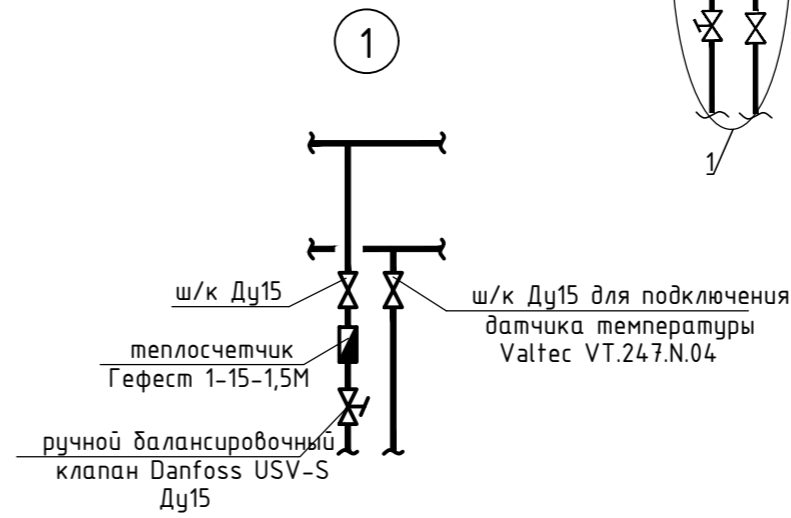 1
1
ш/к Ду15
ш/к Ду15 для подключения
датчика температуры
Valtec VT.247.N.04
теплосчетчик
Гефест 1-15-1,5М
ручной балансировочный
клапан Danfoss USV-S
Ду15